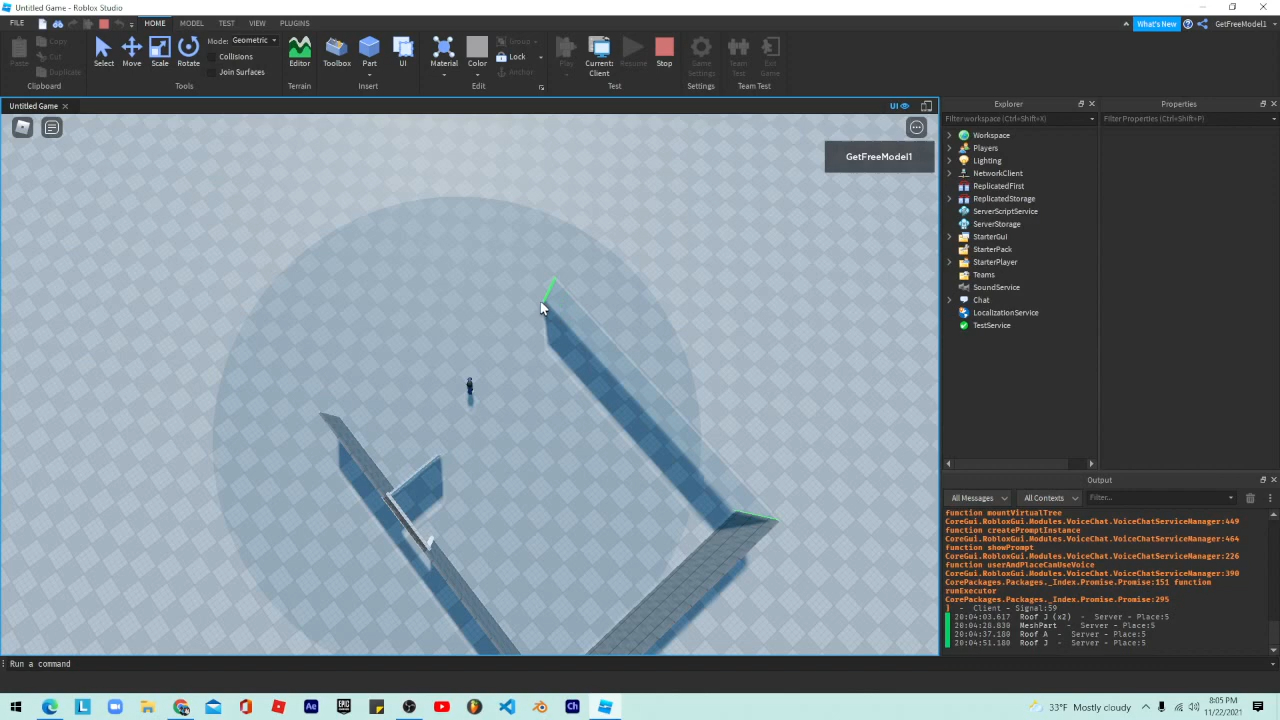 Untitled Game - Roblox Studio
FILE HOME MODEL TEST VIEW PLUGINS What's New GetFreeModel1
Paste Copy Cut Duplicate Select Move Scale Rotate Mode: Geometric Collisions Join Surfaces Editor Toolbox Part UI Material Color Group Lock Anchor Play Current: Client Resume Stop Game Settings Team Test Exit Game
Clipboard Tools Terrain Insert Edit Test Settings Team Test
Untitled Game UI Explorer Properties
Filter workspace (Ctrl+Shift+X) Filter Properties (Ctrl+Shift+P)
GetFreeModel1
Workspace
Players
Lighting
NetworkClient
ReplicatedFirst
ReplicatedStorage
ServerScriptService
ServerStorage
StarterGui
StarterPack
StarterPlayer
Teams
SoundService
Chat
LocalizationService
TestService
Output
All Messages All Contexts Filter...
function mountVirtualTree
CoreGui.RobloxGui.Modules.VoiceChat.VoiceChatServiceManager:449
function createPromptInstance
CoreGui.RobloxGui.Modules.VoiceChat.VoiceChatServiceManager:464
function showPrompt
CoreGui.RobloxGui.Modules.VoiceChat.VoiceChatServiceManager:226
function userAndPlaceCanUseVoice
CoreGui.RobloxGui.Modules.VoiceChat.VoiceChatServiceManager:390
CorePackages.Packages._Index.Promise.Promise:151 function
runExecutor
CorePackages.Packages._Index.Promise.Promise:295
] - Client - Signal:59
20:04:03.617 Roof J (x2) - Server - Place:5
20:04:28.830 MeshPart - Server - Place:5
20:04:37.180 Roof A - Server - Place:5
20:04:51.180 Roof J - Server - Place:5
Run a command
33°F Mostly cloudy 8:05 PM
11/22/2021